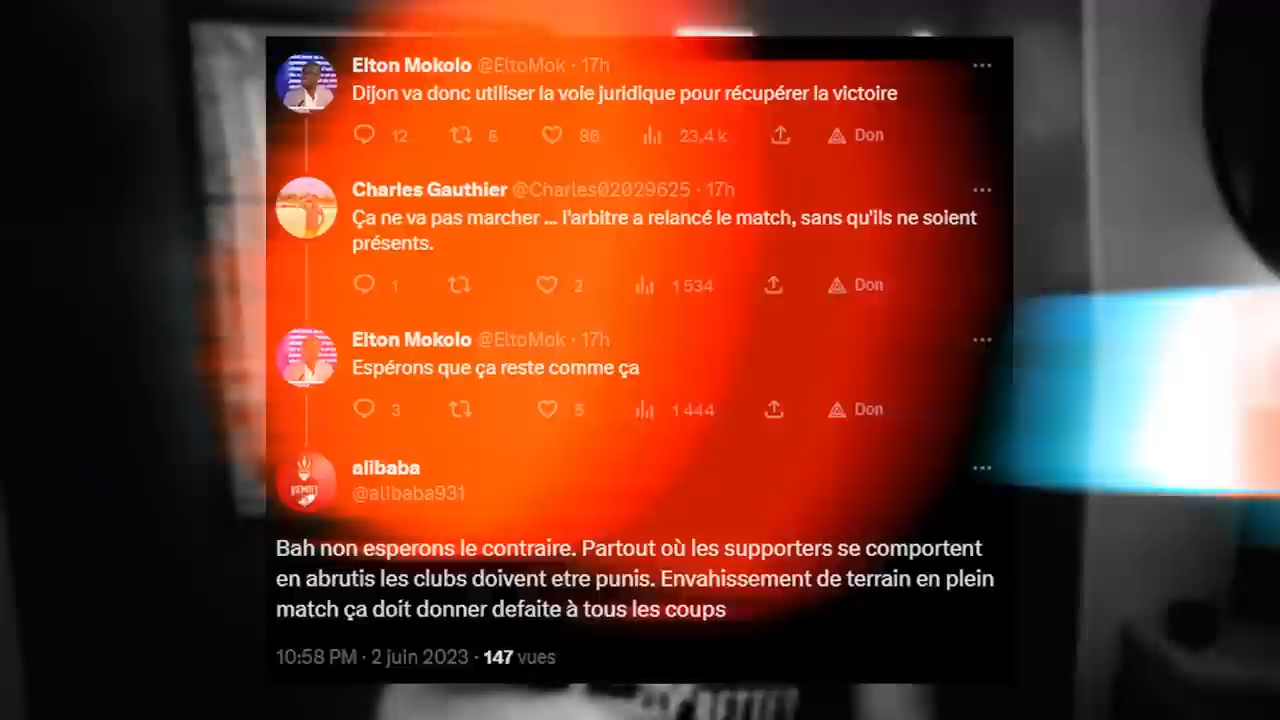 Elton Mokolo @EltoMok · 17h
Dijon va donc utiliser la voie juridique pour récupérer la victoire
12 6 86 23,4 k Don
Charles Gauthier @Charles02029625 · 17h
Ça ne va pas marcher ... l'arbitre a relancé le match, sans qu'ils ne soient
présents.
1 2 1 534 Don
Elton Mokolo @EltoMok · 17h
Espérons que ça reste comme ça
3 5 1 444 Don
alibaba
@alibaba931
Bah non esperons le contraire. Partout où les supporters se comportent
en abrutis les clubs doivent etre punis. Envahissement de terrain en plein
match ça doit donner defaite à tous les coups
10:58 PM · 2 juin 2023 · 147 vues